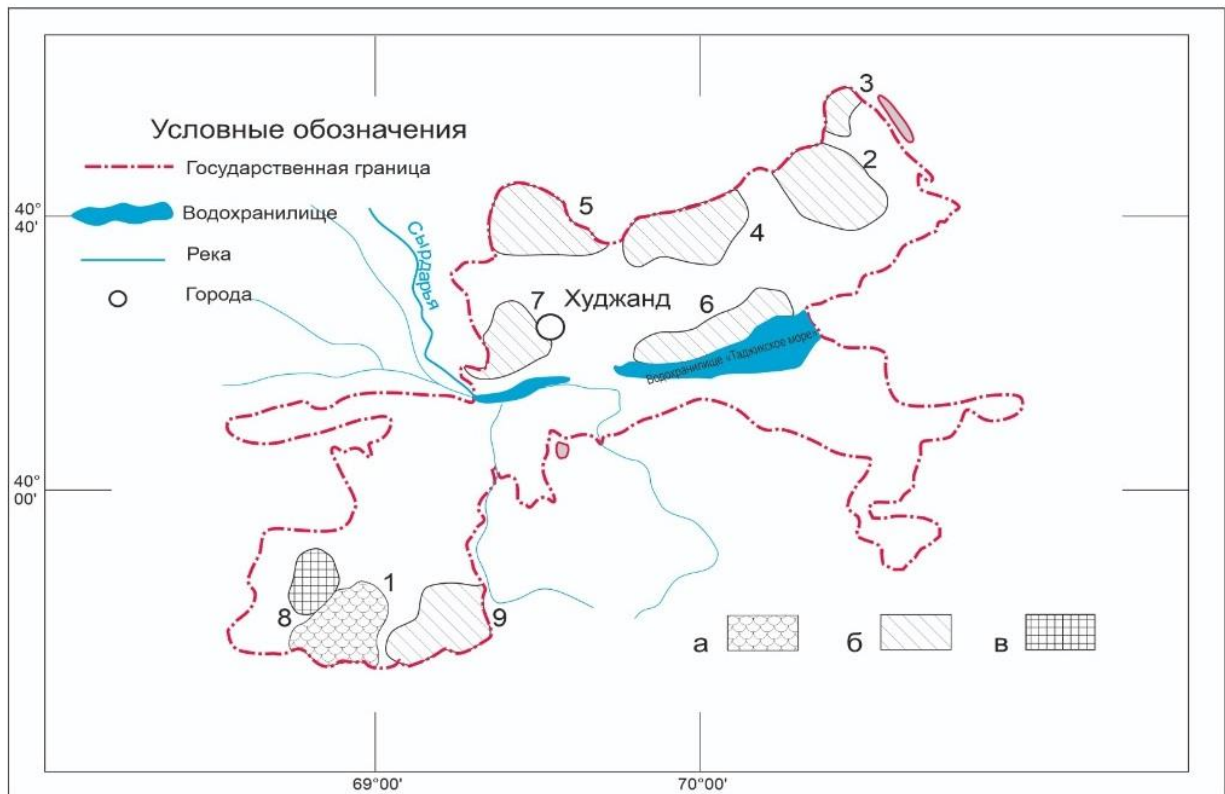 3
Условные обозначения
Государственная граница
2
40°
40'
Водохранилище
5
Сырдарья
4
Река
Города
7
Худжанд
6
Водохранилище «Таджикское море»
40°
00'
1
8
9
а
б
в
69°00'
70°00'